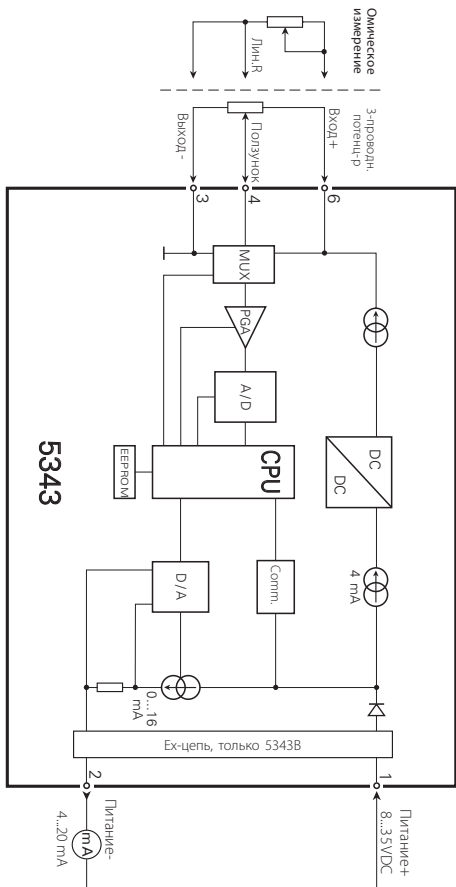 Омическое
измерение
Лин.R
3-проводн.
потенц-р
Вход+
Ползунок
Выход-
6
4
3
MUX
PGA
A/D
CPU
EEPROM
5343
DC
DC
4 mA
Comm.
D/A
0...16
mA
Ex-цепь, только 5343B
1
2
Питание+
8...35VDC
Питание-
4...20 mA
mA